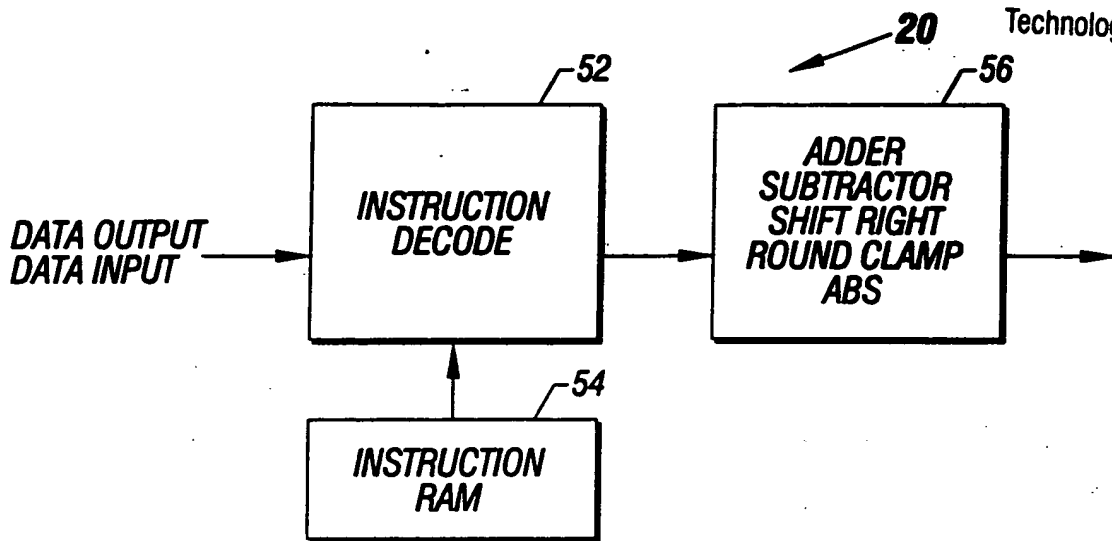 20
Technolog
52
56
INSTRUCTION
DECODE
ADDER
SUBTRACTOR
SHIFT RIGHT
ROUND CLAMP
ABS
DATA OUTPUT
DATA INPUT
54
INSTRUCTION
RAM